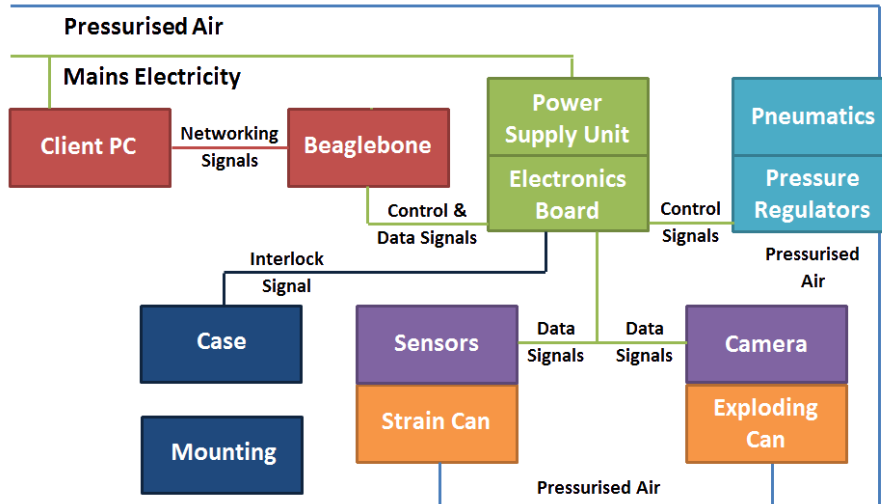 Pressurised Air
Mains Electricity
Client PC
Networking
Signals
Beaglebone
Power
Supply Unit
Electronics
Board
Pneumatics
Pressure
Regulators
Control &
Data Signals
Control
Signals
Interlock
Signal
Pressurised
Air
Case
Sensors
Data
Signals
Data
Signals
Camera
Strain Can
Exploding
Can
Mounting
Pressurised Air